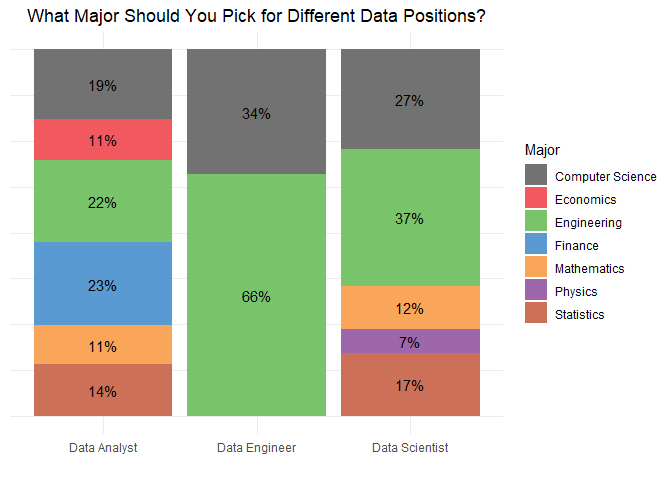 What Major Should You Pick for Different Data Positions?
19%
11%
22%
23%
11%
14%
34%
66%
27%
37%
12%
7%
17%
Data Analyst
Data Engineer
Data Scientist
Major
Computer Science
Economics
Engineering
Finance
Mathematics
Physics
Statistics